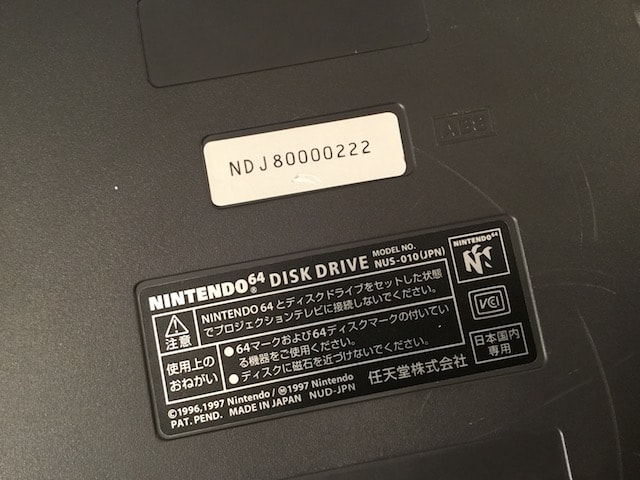 NDJ80000222
NINTENDO64® DISK DRIVE MODEL NO. NUS-010(JPN)
NINTENDO64
注意
NINTENDO 64とディスクドライブをセットした状態
でプロジェクションテレビに接続しないでください。
VCI
使用上の
おねがい
●64マークおよび64ディスクマークの付いてい
る機器をご使用ください。
●ディスクに磁石を近づけないでください。
日本国内
専用
©1996,1997 Nintendo/Ⓜ1997 Nintendo
PAT. PEND. MADE IN JAPAN NUD-JPN
任天堂株式会社